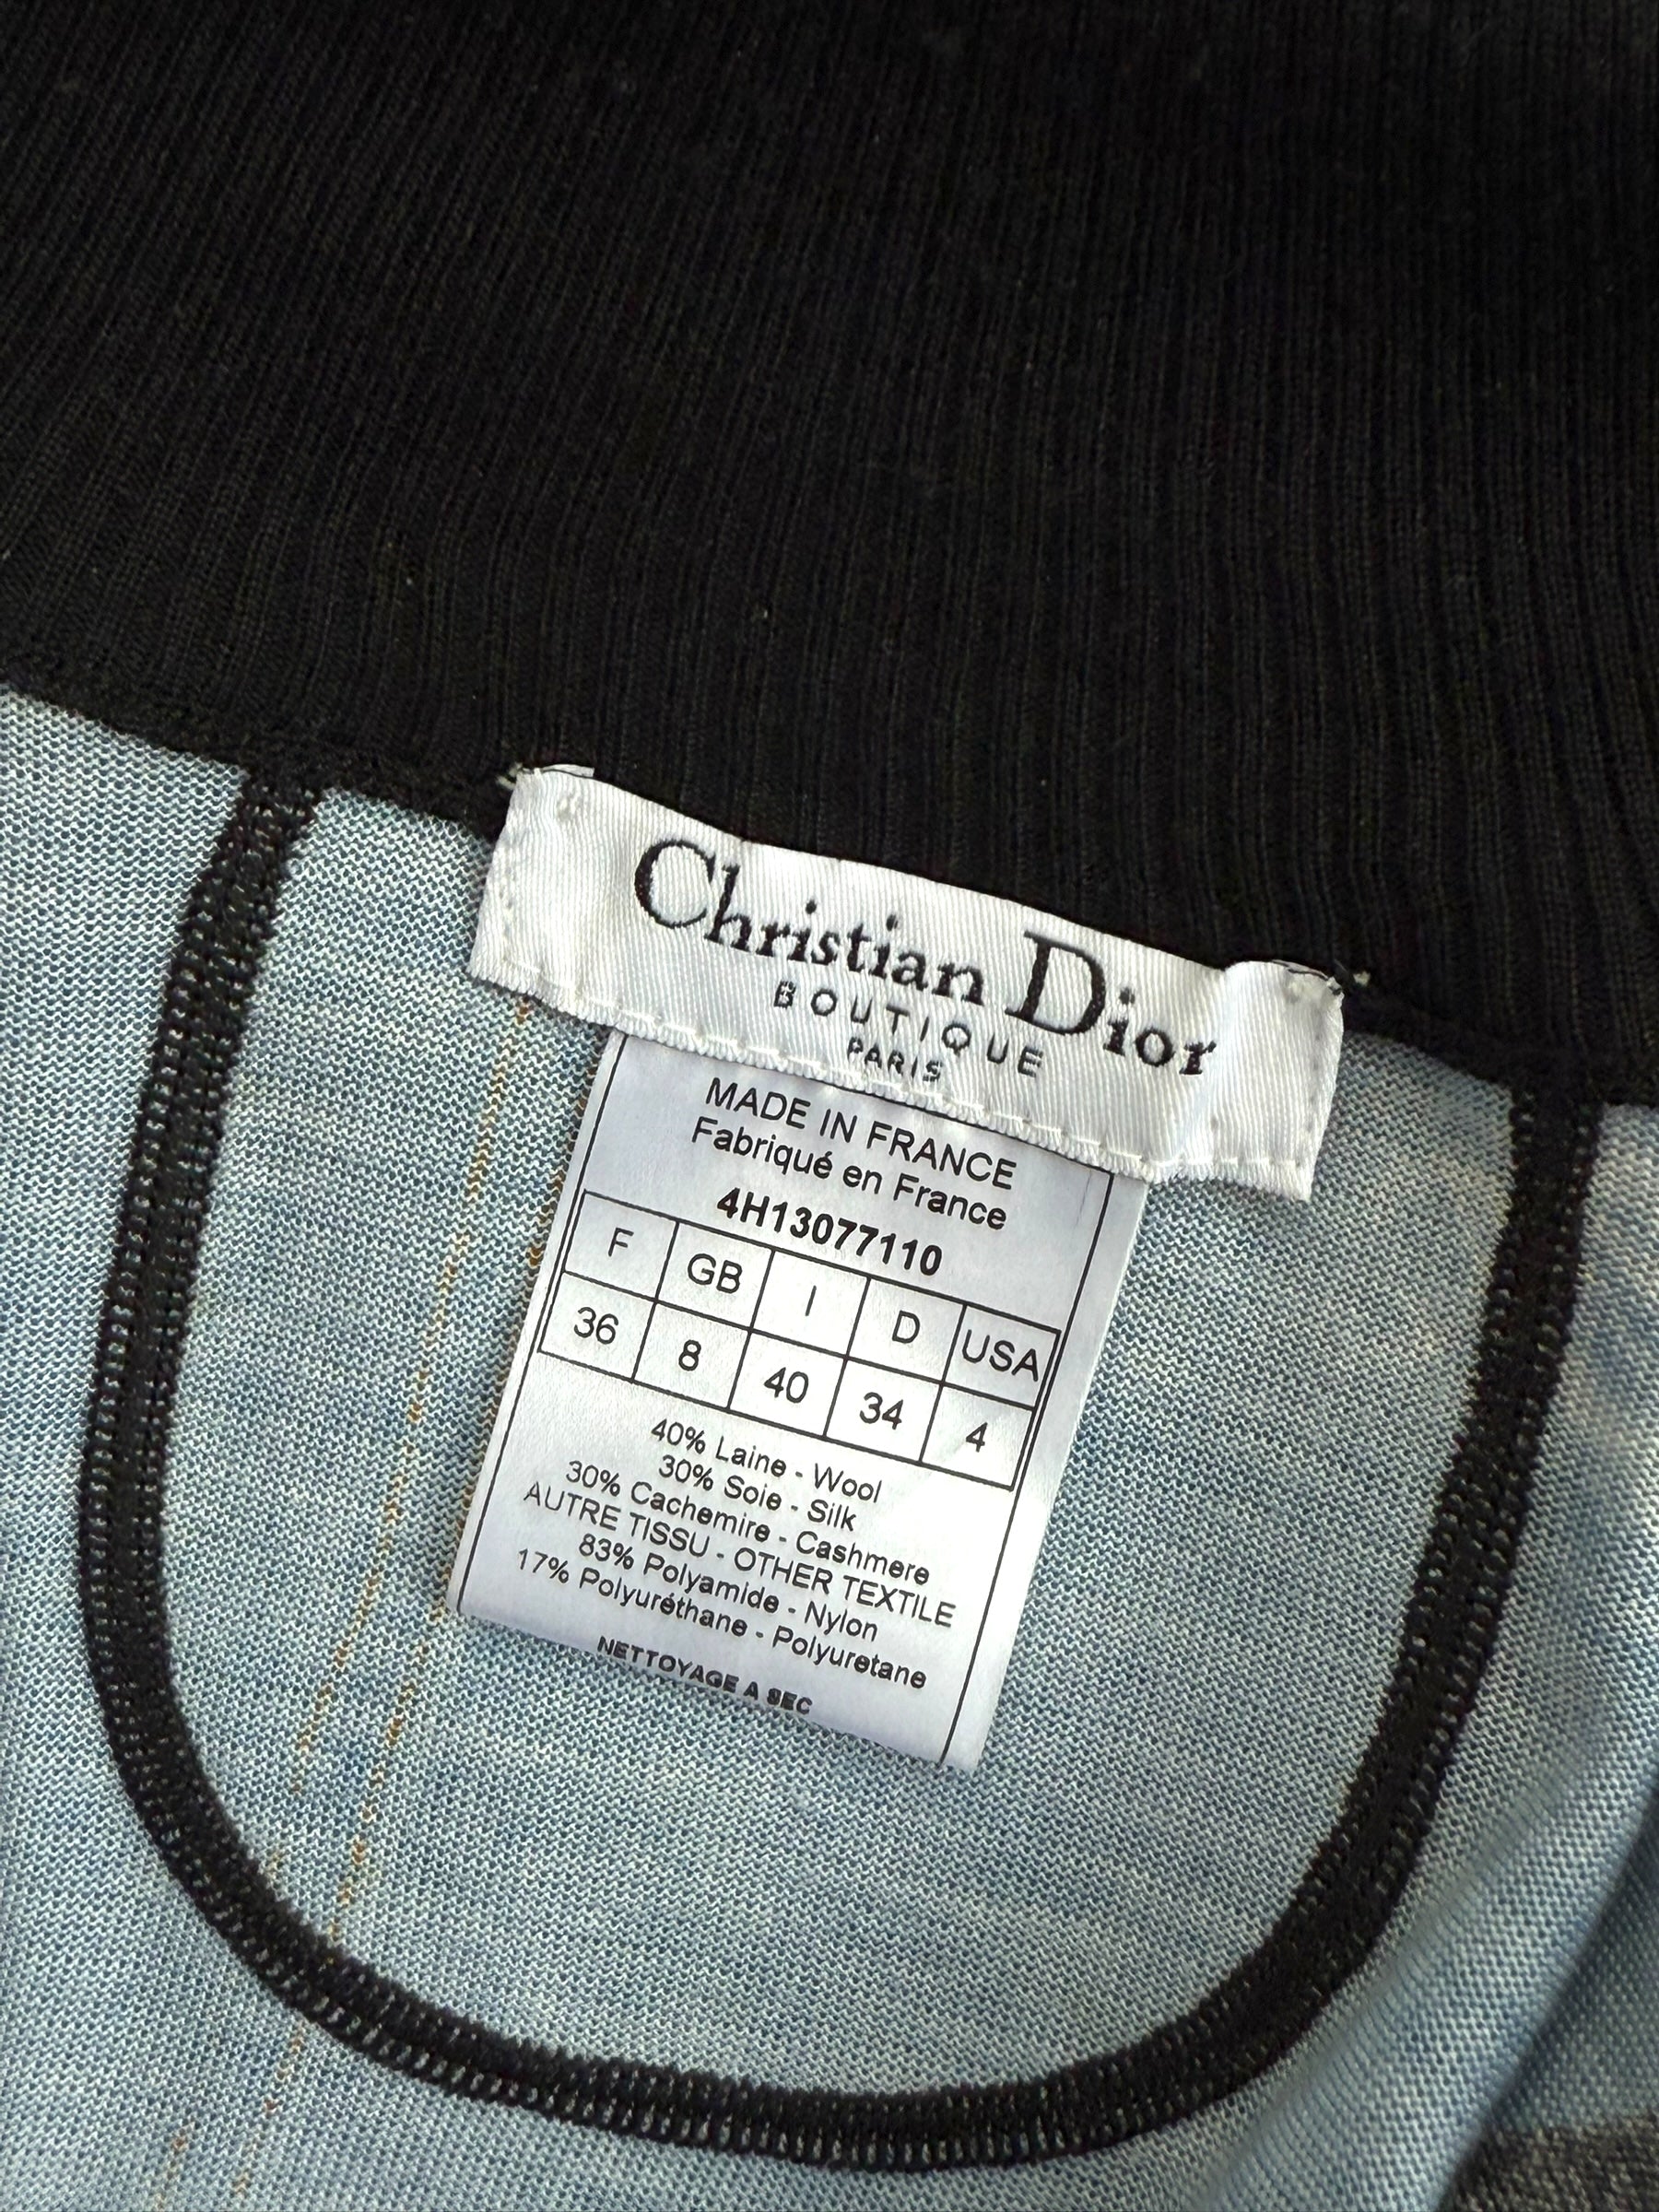 Christian Dior
BOUTIQUE
PARIS
MADE IN FRANCE
Fabriqué en France
4H13077110
F GB I D USA
36 8 40 34 4
40% Laine - Wool
30% Soie - Silk
30% Cachemire - Cashmere
AUTRE TISSU - OTHER TEXTILE
83% Polyamide - Nylon
17% Polyuréthane - Polyuretane
NETTOYAGE A SEC